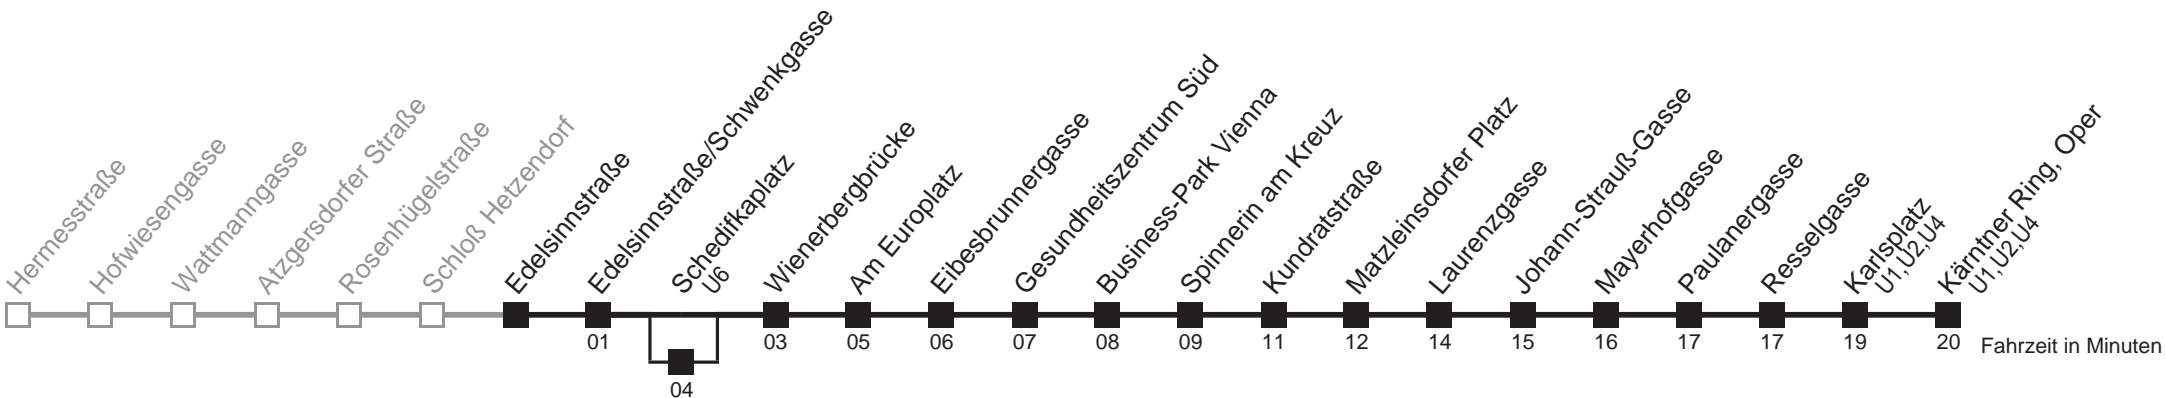 Hermesstraße
Hofwiesengasse
Wattmanngasse
Atzgersdorfer Straße
Rosenhügelstraße
Schloß Hetzendorf
Edelsinnstraße
Edelsinnstraße/Schwenkgasse
Schedifkaplatz
U6
Wienerbergbrücke
Am Europlatz
Eibesbrunnergasse
Gesundheitszentrum Süd
Business-Park Vienna
Spinnerin am Kreuz
Kundratstraße
Matzleinsdorfer Platz
Laurenzgasse
Johann-Strauß-Gasse
Mayerhofgasse
Paulanergasse
Resselgasse
Karlsplatz
U1,U2,U4
Kärntner Ring, Oper
U1,U2,U4
01 03 05 06 07 08 09 11 12 14 15 16 17 17 19 20 Fahrzeit in Minuten
04